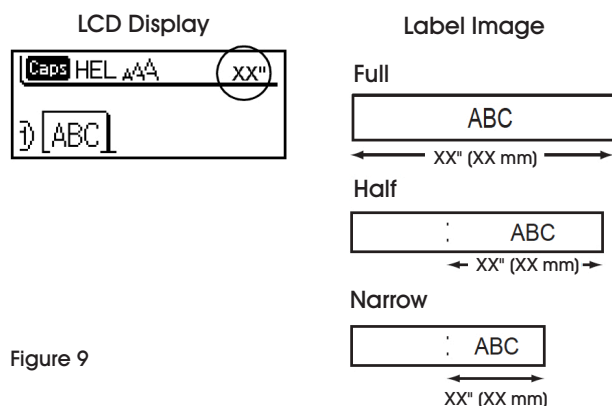 LCD Display
Caps HEL AAA XX"
1) ABC
Figure 9
Label Image
Full
ABC
XX" (XX mm)
Half
ABC
XX" (XX mm)
Narrow
ABC
XX" (XX mm)